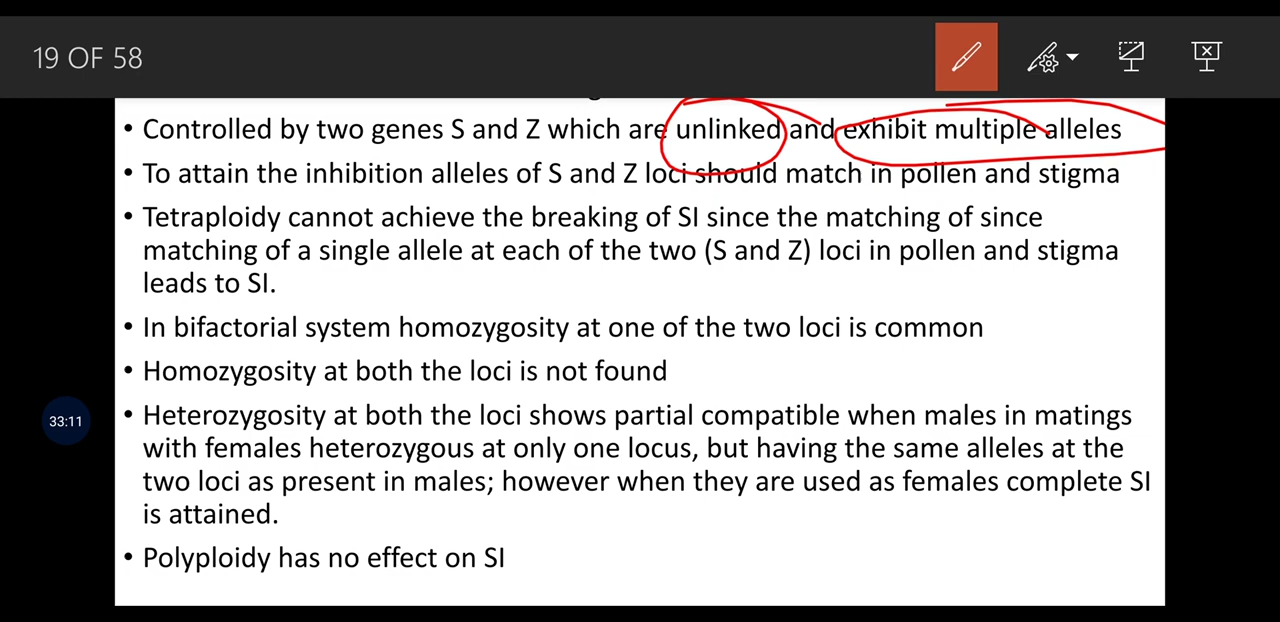 19 OF 58
• Controlled by two genes S and Z which are unlinked and exhibit multiple alleles
• To attain the inhibition alleles of S and Z loci should match in pollen and stigma
• Tetraploidy cannot achieve the breaking of SI since the matching of since
matching of a single allele at each of the two (S and Z) loci in pollen and stigma
leads to SI.
• In bifactorial system homozygosity at one of the two loci is common
• Homozygosity at both the loci is not found
33:11
• Heterozygosity at both the loci shows partial compatible when males in matings
with females heterozygous at only one locus, but having the same alleles at the
two loci as present in males; however when they are used as females complete SI
is attained.
• Polyploidy has no effect on SI